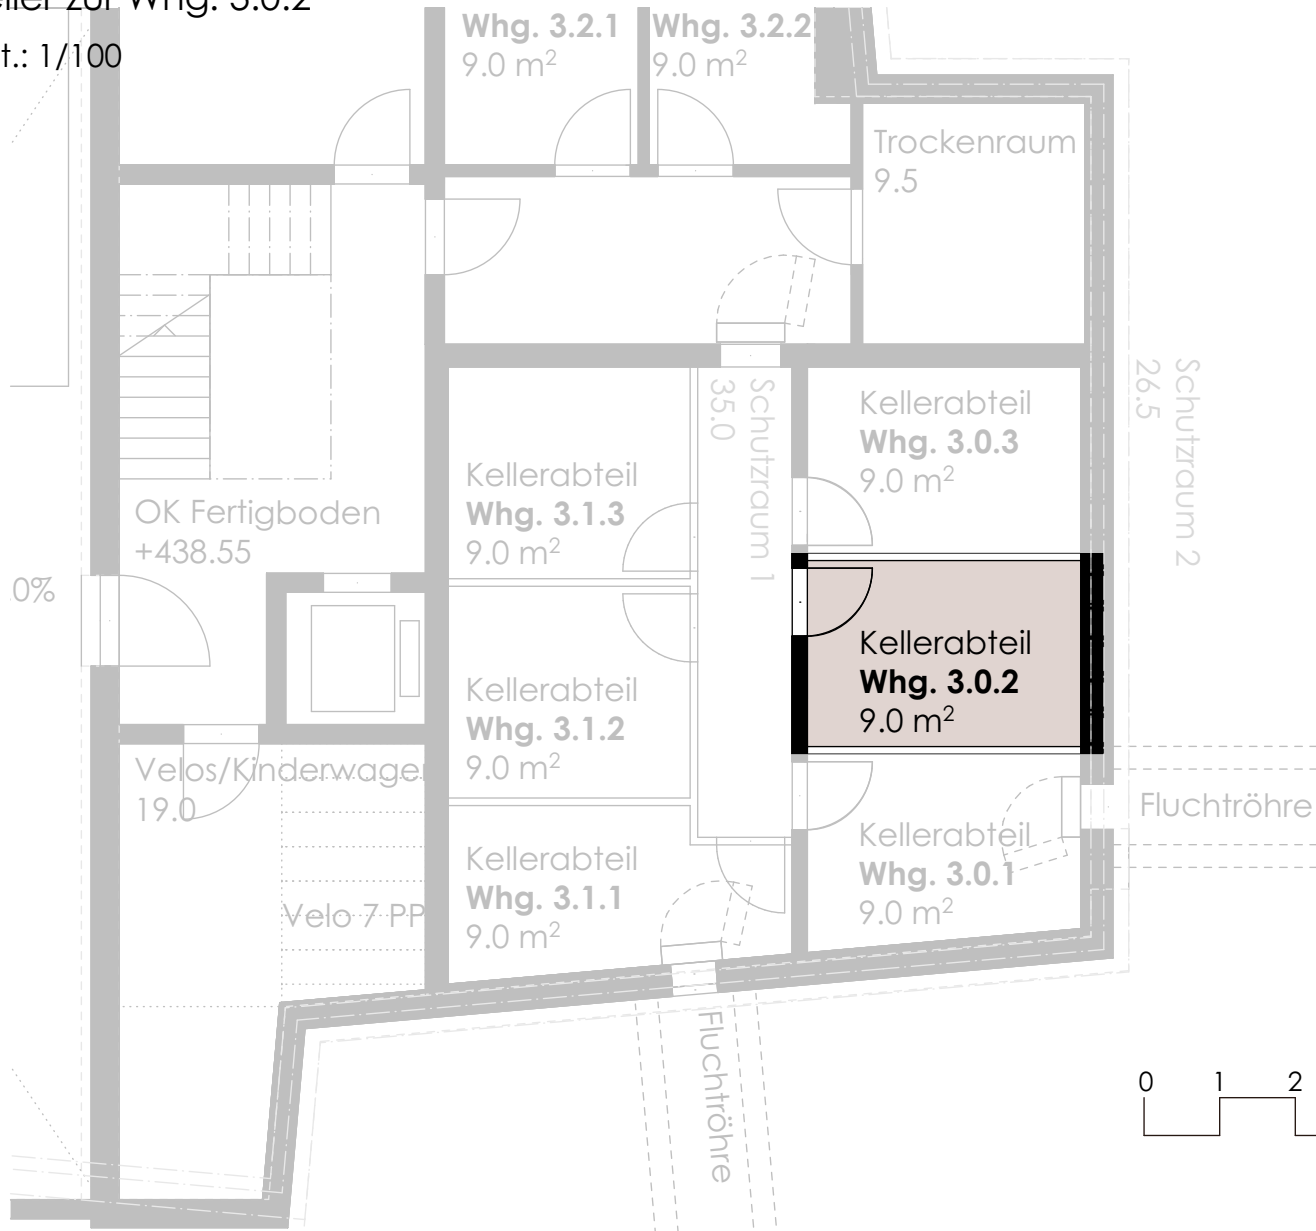 zur Whg. 3.0.2
t.: 1/100
Whg. 3.2.1
9.0 m²
Whg. 3.2.2
9.0 m²
Trockenraum
9.5
Schutzraum 1
35.0
Schutzraum 2
26.5
Kellerabteil
Whg. 3.0.3
9.0 m²
Kellerabteil
Whg. 3.1.3
9.0 m²
OK Fertigboden
+438.55
0%
Kellerabteil
Whg. 3.0.2
9.0 m²
Kellerabteil
Whg. 3.1.2
9.0 m²
Velos/Kinderwagen
19.0
Fluchtröhre
Kellerabteil
Whg. 3.0.1
9.0 m²
Kellerabteil
Whg. 3.1.1
9.0 m²
Velo 7 PP
Fluchtröhre
0 1 2